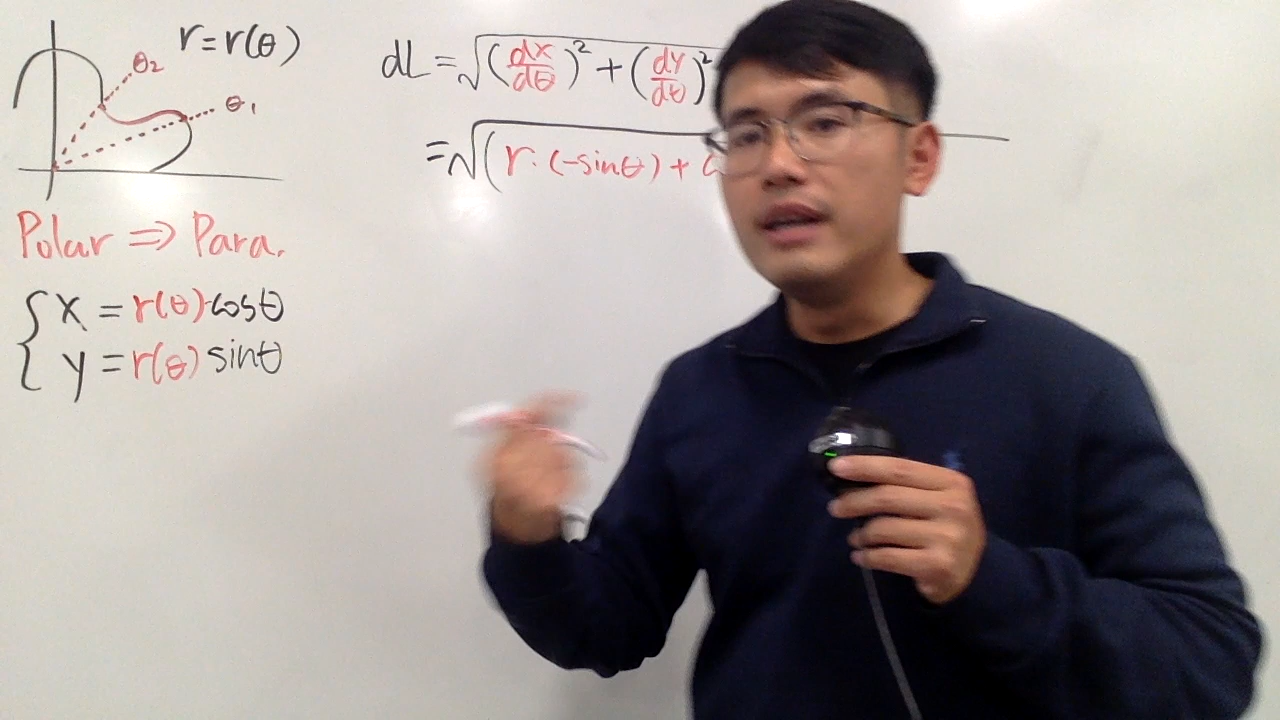 r=r(θ)
θ₂
θ₁
dL = √((dx/dθ)² + (dy/dθ)²
= √((r·(-sinθ) +
Polar ⇒ Para.
{ x = r(θ)·cosθ
y = r(θ) sinθ